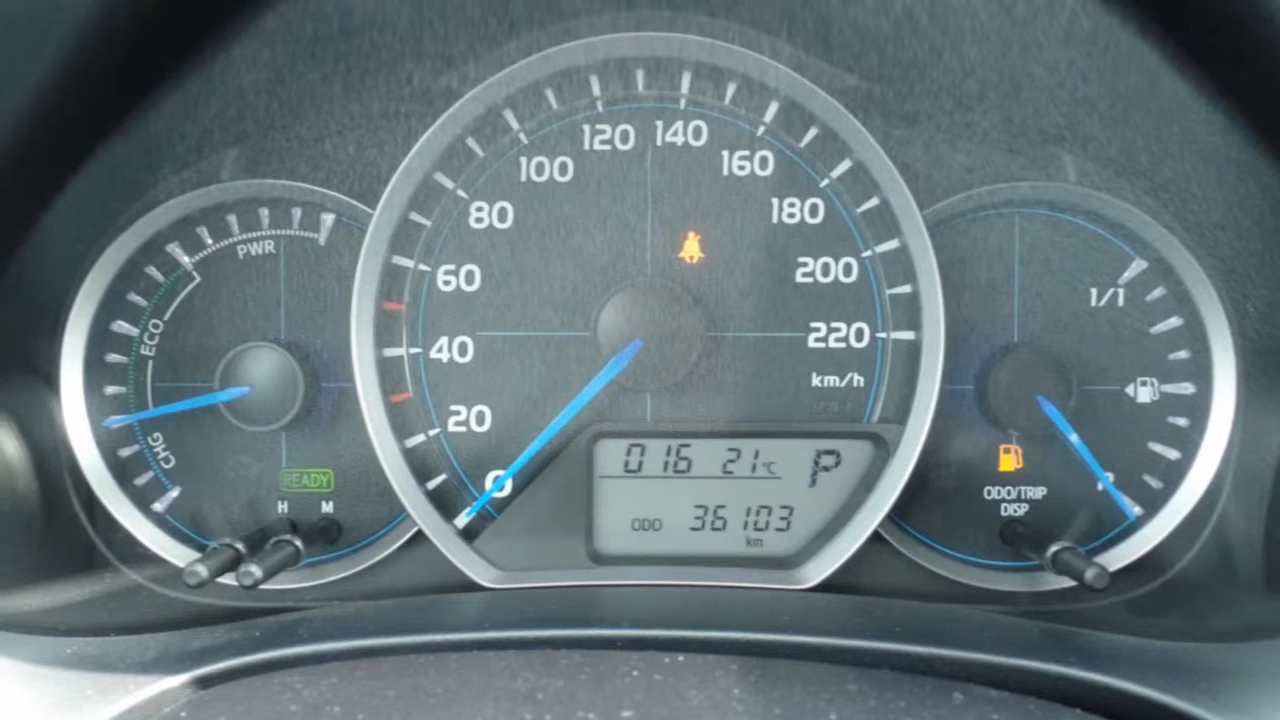 PWR
ECO
CHG
READY
H M
0
20
40
60
80
100
120
140
160
180
200
220
km/h
016 21°C P
ODO 36103
km
1/1
R
ODO/TRIP
DISP